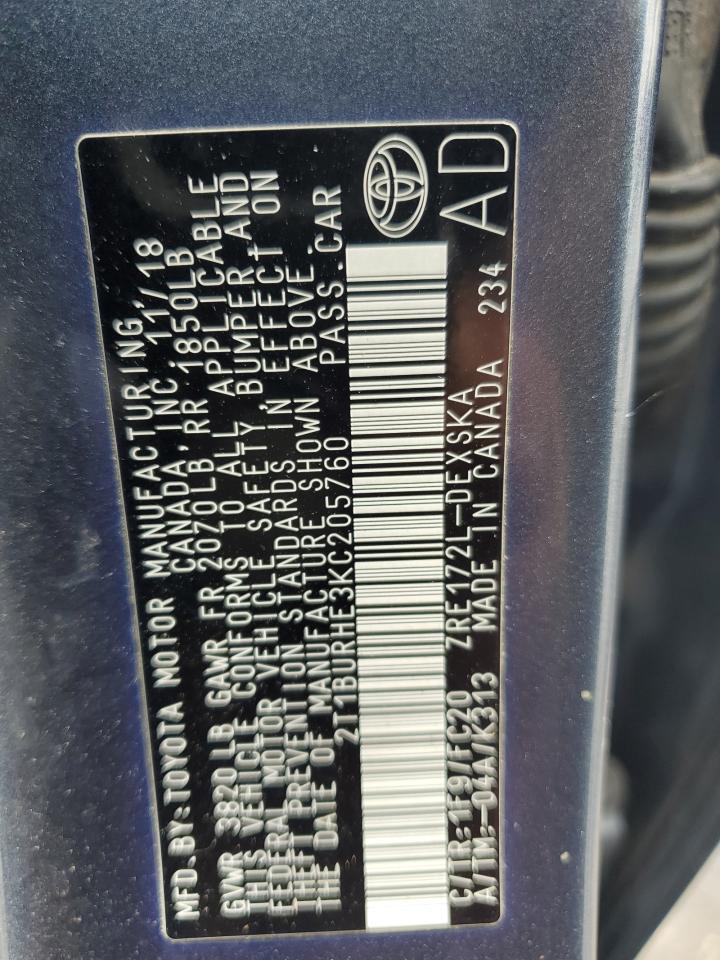 MFD.BY:TOYOTA MOTOR MANUFACTURING,
CANADA, INC. 11/18
GVWR 3820LB GAWR FR 2070LB, RR 1850LB
THIS VEHICLE CONFORMS TO ALL APPLICABLE
FEDERAL MOTOR VEHICLE SAFETY, BUMPER AND
THEFT PREVENTION STANDARDS IN EFFECT ON
THE DATE OF MANUFACTURE SHOWN ABOVE.
2T1BURHE3KC205760 PASS.CAR
C/TR:1F9/FC20 ZRE172L-DEXSKA
A/TM:-04A/K313 MADE IN CANADA 234
AD